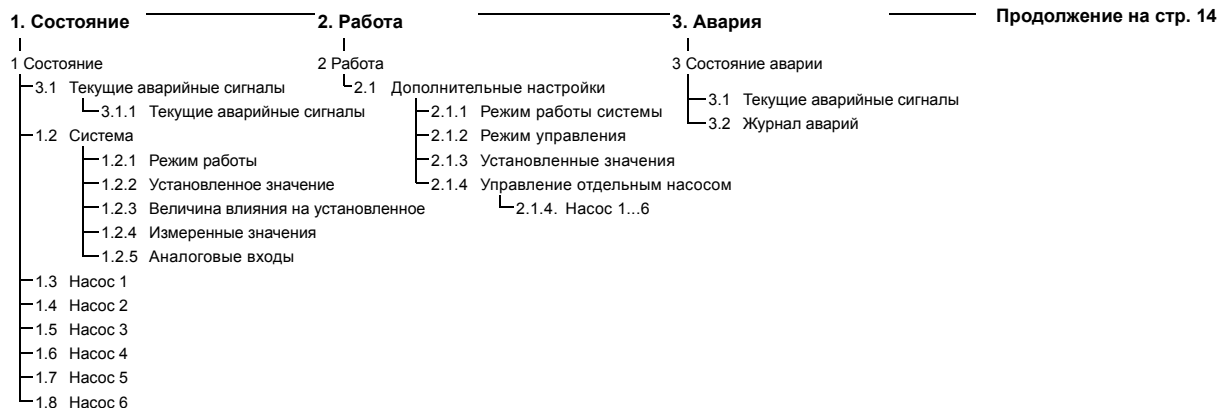 1. Состояние
2. Работа
3. Авария
Продолжение на стр. 14
1 Состояние
3.1 Текущие аварийные сигналы
3.1.1 Текущие аварийные сигналы
1.2 Система
1.2.1 Режим работы
1.2.2 Установленное значение
1.2.3 Величина влияния на установленное
1.2.4 Измеренные значения
1.2.5 Аналоговые входы
1.3 Насос 1
1.4 Насос 2
1.5 Насос 3
1.6 Насос 4
1.7 Насос 5
1.8 Насос 6
2 Работа
2.1 Дополнительные настройки
2.1.1 Режим работы системы
2.1.2 Режим управления
2.1.3 Установленные значения
2.1.4 Управление отдельным насосом
2.1.4. Насос 1...6
3 Состояние аварии
3.1 Текущие аварийные сигналы
3.2 Журнал аварий